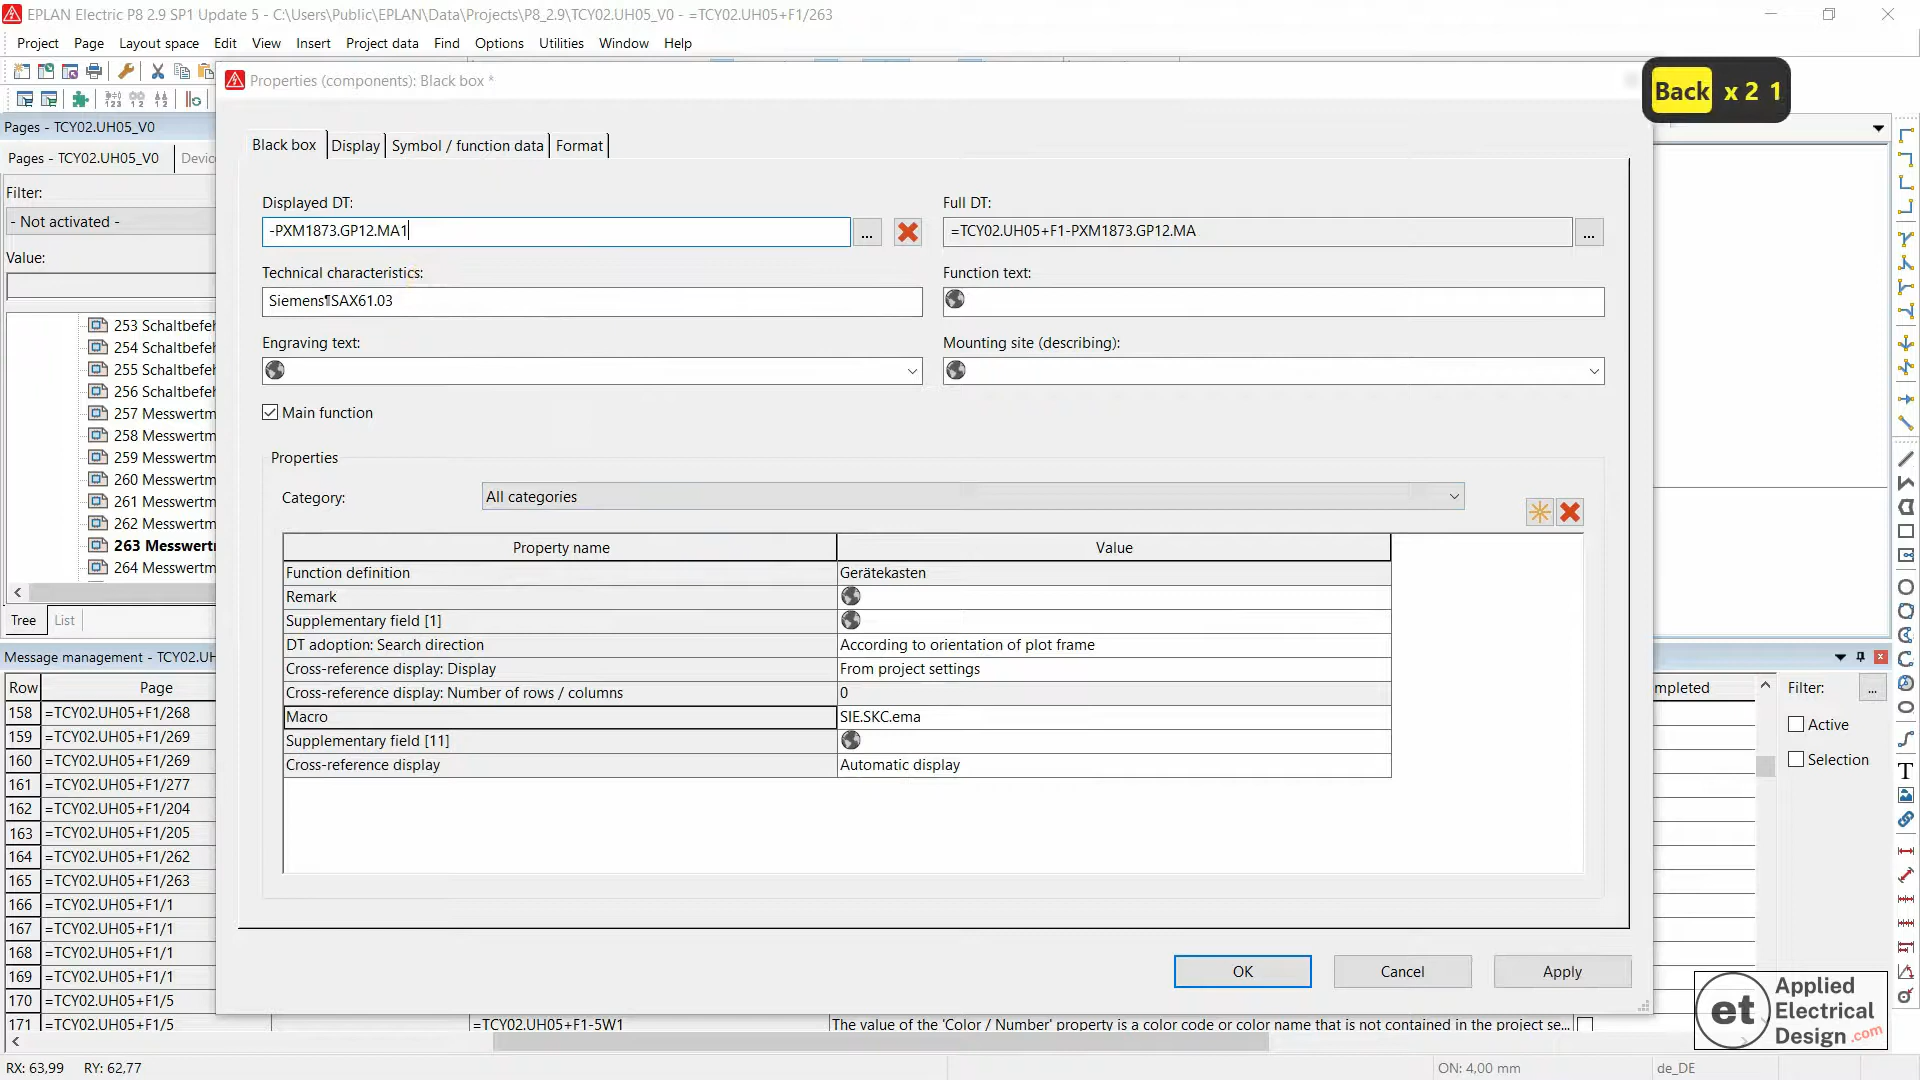 EPLAN Electric P8 2.9 SP1 Update 5 - C:\Users\Public\EPLAN\Data\Projects\P8_2.9\TCY02.UH05_V0 - =TCY02.UH05+F1/263
Project Page Layout space Edit View Insert Project data Find Options Utilities Window Help
Properties (components): Black box *
Back x 2 1
Pages - TCY02.UH05_V0
Pages - TCY02.UH05_V0
Filter:
- Not activated -
Value:
253 Schaltbefeh
254 Schaltbefeh
255 Schaltbefeh
256 Schaltbefeh
257 Messwertm
258 Messwertm
259 Messwertm
260 Messwertm
261 Messwertm
262 Messwertm
263 Messwertn
264 Messwertm
Tree List
Black box Display Symbol / function data Format
Displayed DT:
-PXM1873.GP12.MA1
...
Full DT:
=TCY02.UH05+F1-PXM1873.GP12.MA
...
Technical characteristics:
Siemens¶SAX61.03
Function text:
Engraving text:
Mounting site (describing):
Main function
Properties
Category:
All categories
Property name Value
Function definition Gerätekasten
Remark
Supplementary field [1]
DT adoption: Search direction According to orientation of plot frame
Cross-reference display: Display From project settings
Cross-reference display: Number of rows / columns 0
Macro SIE.SKC.ema
Supplementary field [11]
Cross-reference display Automatic display
OK Cancel Apply
Message management - TCY02.UH
Row Page
158 =TCY02.UH05+F1/268
159 =TCY02.UH05+F1/269
160 =TCY02.UH05+F1/269
161 =TCY02.UH05+F1/277
162 =TCY02.UH05+F1/204
163 =TCY02.UH05+F1/205
164 =TCY02.UH05+F1/262
165 =TCY02.UH05+F1/263
166 =TCY02.UH05+F1/1
167 =TCY02.UH05+F1/1
168 =TCY02.UH05+F1/1
169 =TCY02.UH05+F1/1
170 =TCY02.UH05+F1/5
171 =TCY02.UH05+F1/5 =TCY02.UH05+F1-5W1 The value of the 'Color / Number' property is a color code or color name that is not contained in the project se...
mpleted
Filter:
...
Active
Selection
et
Applied
Electrical
Design.com
RX: 63,99 RY: 62,77
ON: 4,00 mm
de_DE